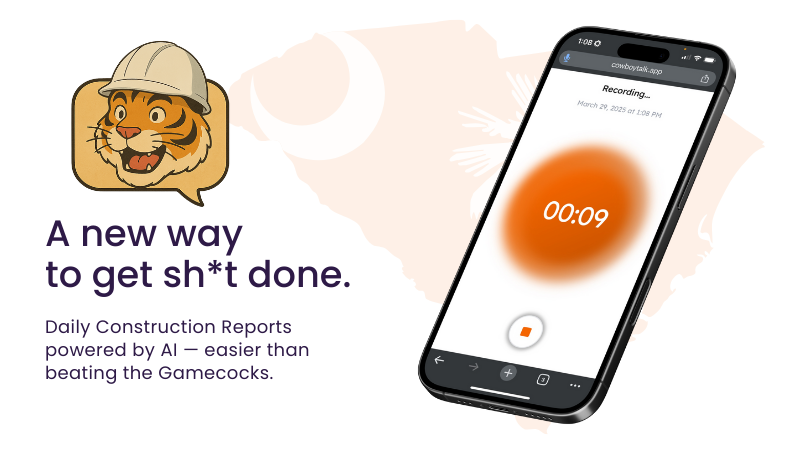 A new way
to get sh*t done.
Daily Construction Reports
powered by AI — easier than
beating the Gamecocks.
1:08
cowboytalk.app
Recording...
March 29, 2025 at 1:08 PM
00:09
3